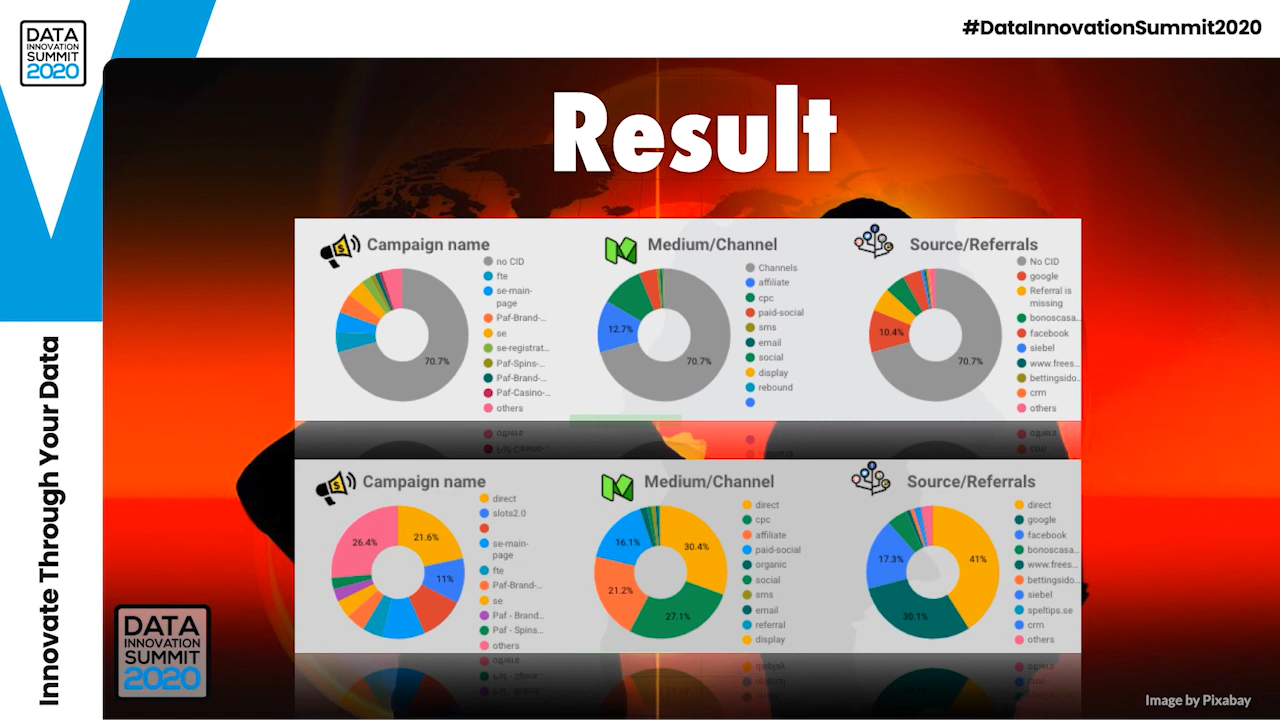 DATA
INNOVATION
SUMMIT
2020
#DataInnovationSummit2020
Innovate Through Your Data
Result
Campaign name
no CID
fte
se-main-
page
Paf-Brand-...
se
se-registrat...
Paf-Spins-...
Paf-Brand-...
Paf-Casino-...
others
70.7%
Medium/Channel
Channels
affiliate
cpc
paid-social
sms
email
social
display
rebound
12.7%
70.7%
Source/Referrals
No CID
google
Referral is
missing
bonoscasa...
facebook
siebel
www.frees...
bettingsido...
crm
others
10.4%
70.7%
Campaign name
direct
slots2.0
se-main-
page
fte
Paf-Brand-...
se
Paf - Brand...
Paf - Spins...
others
26.4%
21.6%
11%
Medium/Channel
direct
cpc
affiliate
paid-social
organic
social
sms
email
referral
display
16.1%
30.4%
21.2%
27.1%
Source/Referrals
direct
google
facebook
bonoscasa...
www.frees...
bettingsido...
siebel
speltips.se
crm
others
17.3%
41%
30.1%
DATA
INNOVATION
SUMMIT
2020
Image by Pixabay